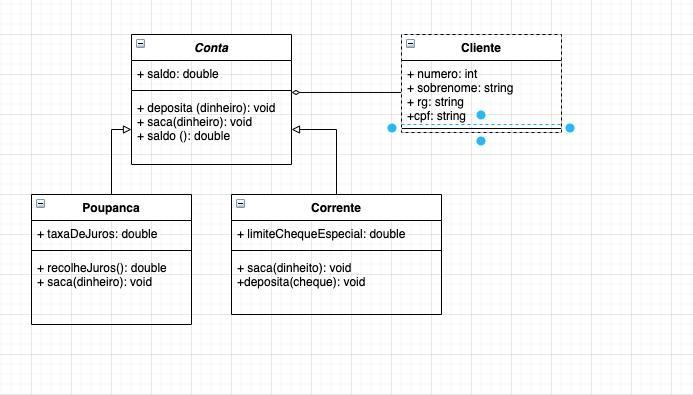 Conta
+ saldo: double
+ deposita (dinheiro): void
+ saca(dinheiro): void
+ saldo (): double
Cliente
+ numero: int
+ sobrenome: string
+ rg: string
+cpf: string
Poupanca
+ taxaDeJuros: double
+ recolheJuros(): double
+ saca(dinheiro): void
Corrente
+ limiteChequeEspecial: double
+ saca(dinheito): void
+deposita(cheque): void